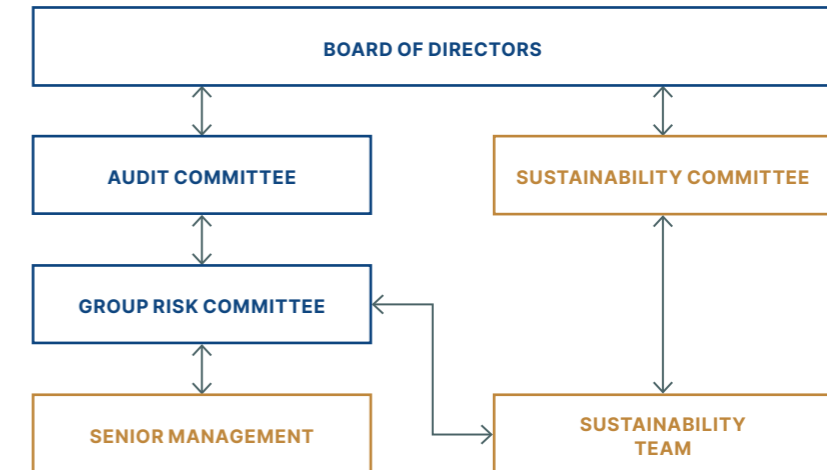 BOARD OF DIRECTORS
AUDIT COMMITTEE
SUSTAINABILITY COMMITTEE
GROUP RISK COMMITTEE
SENIOR MANAGEMENT
SUSTAINABILITY
TEAM